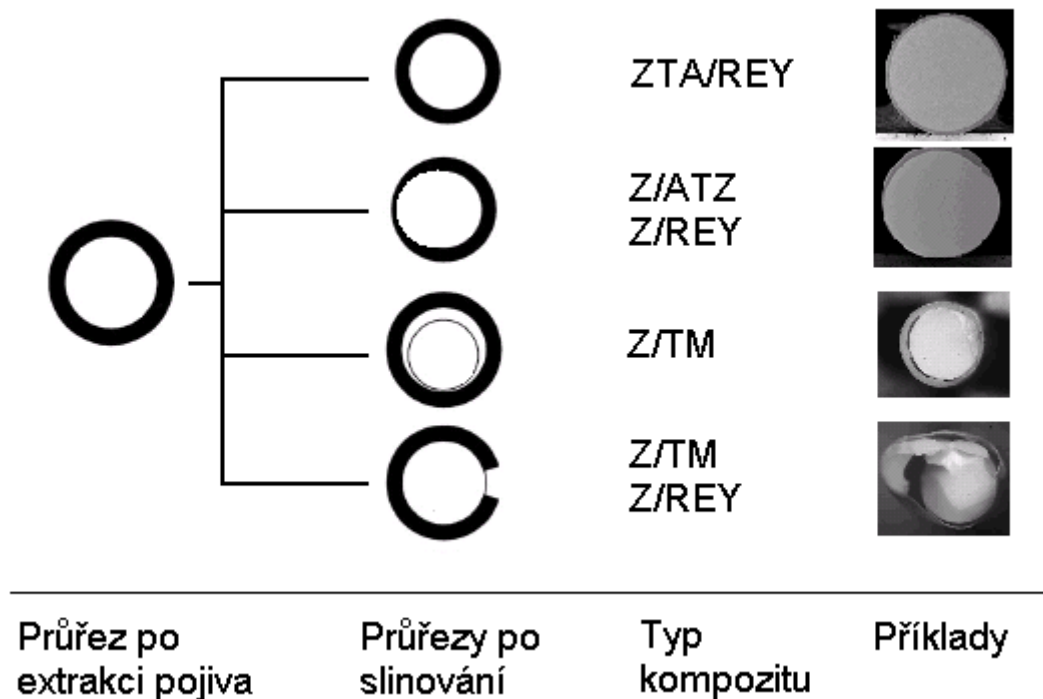 ZTA/REY
Z/ATZ
Z/REY
Z/TM
Z/TM
Z/REY
Průřez po
extrakci pojiva
Průřezy po
slinování
Typ
kompozitu
Příklady